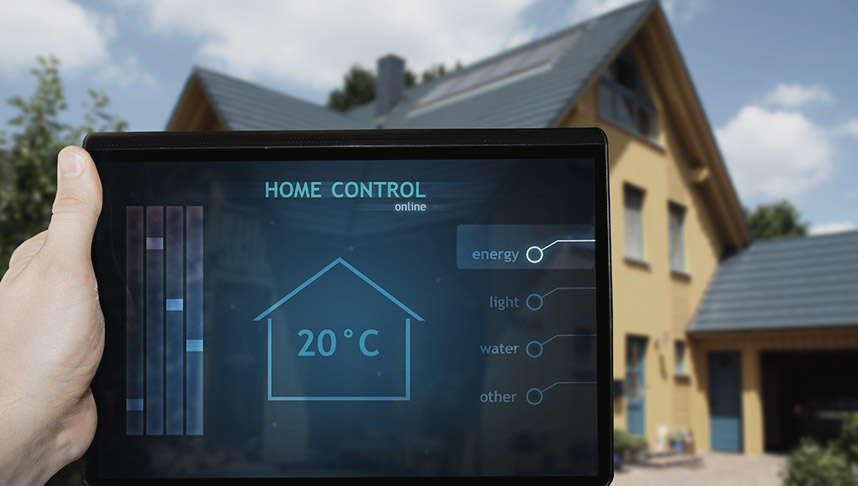 HOME CONTROL
online
energy
20°C
light
water
other